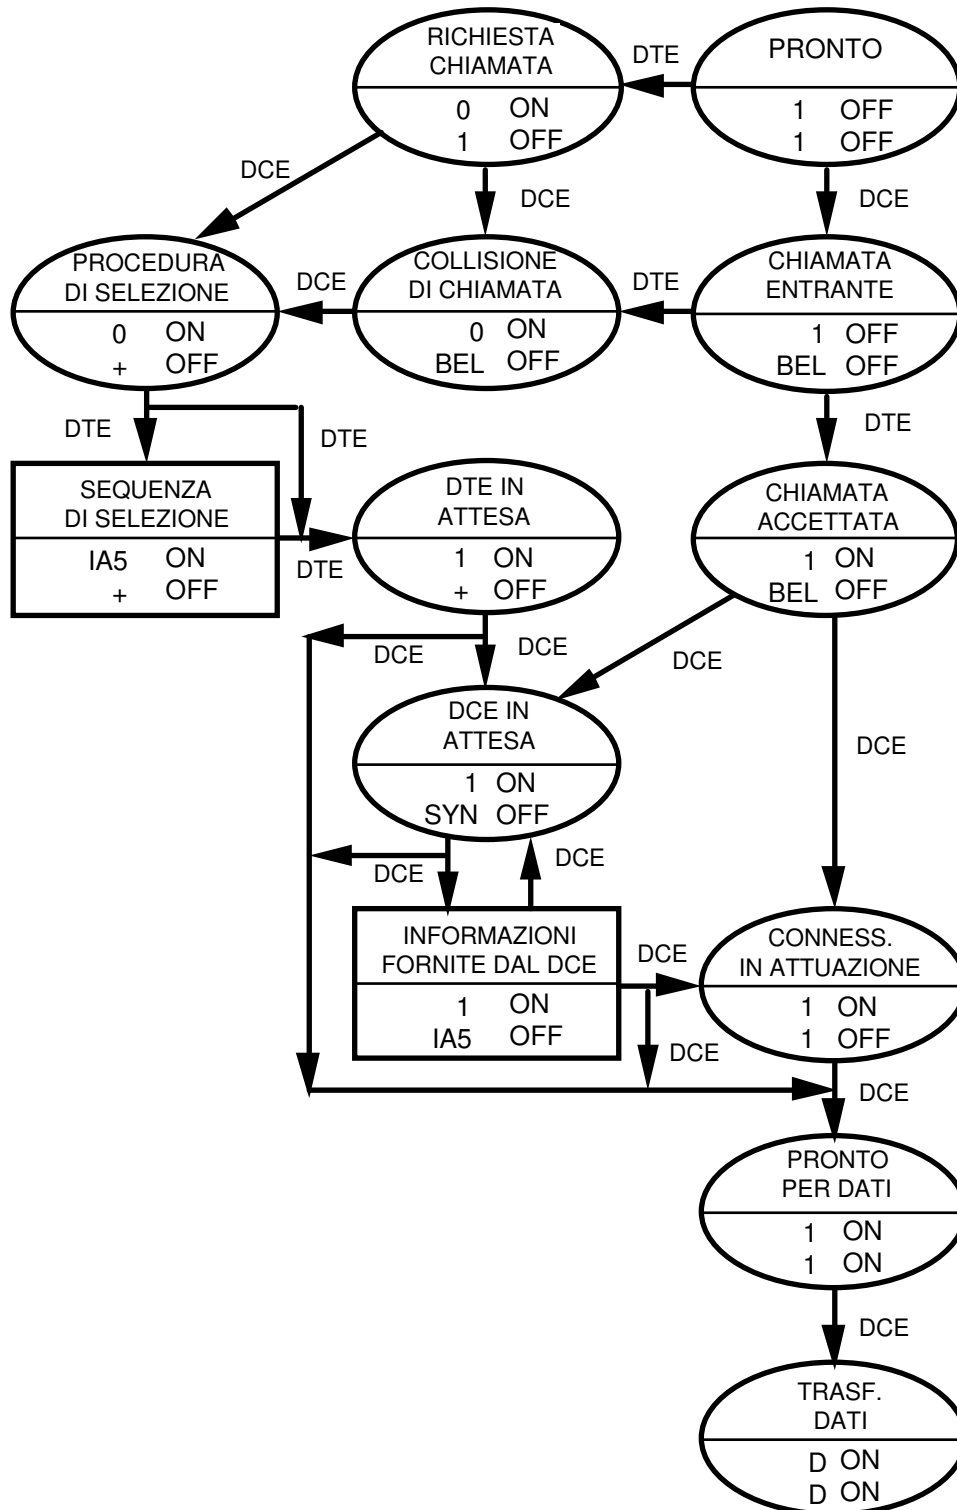 RICHIESTA
CHIAMATA
0 ON
1 OFF
DTE
PRONTO
1 OFF
1 OFF
DCE
DCE
DCE
PROCEDURA
DI SELEZIONE
0 ON
+ OFF
DCE
COLLISIONE
DI CHIAMATA
0 ON
BEL OFF
DTE
CHIAMATA
ENTRANTE
1 OFF
BEL OFF
DTE
DTE
DTE
SEQUENZA
DI SELEZIONE
IA5 ON
+ OFF
DTE
DTE IN
ATTESA
1 ON
+ OFF
CHIAMATA
ACCETTATA
1 ON
BEL OFF
DCE
DCE
DCE
DCE IN
ATTESA
1 ON
SYN OFF
DCE
DCE
DCE
INFORMAZIONI
FORNITE DAL DCE
1 ON
IA5 OFF
DCE
DCE
CONNESS.
IN ATTUAZIONE
1 ON
1 OFF
DCE
PRONTO
PER DATI
1 ON
1 ON
DCE
TRASF.
DATI
D ON
D ON